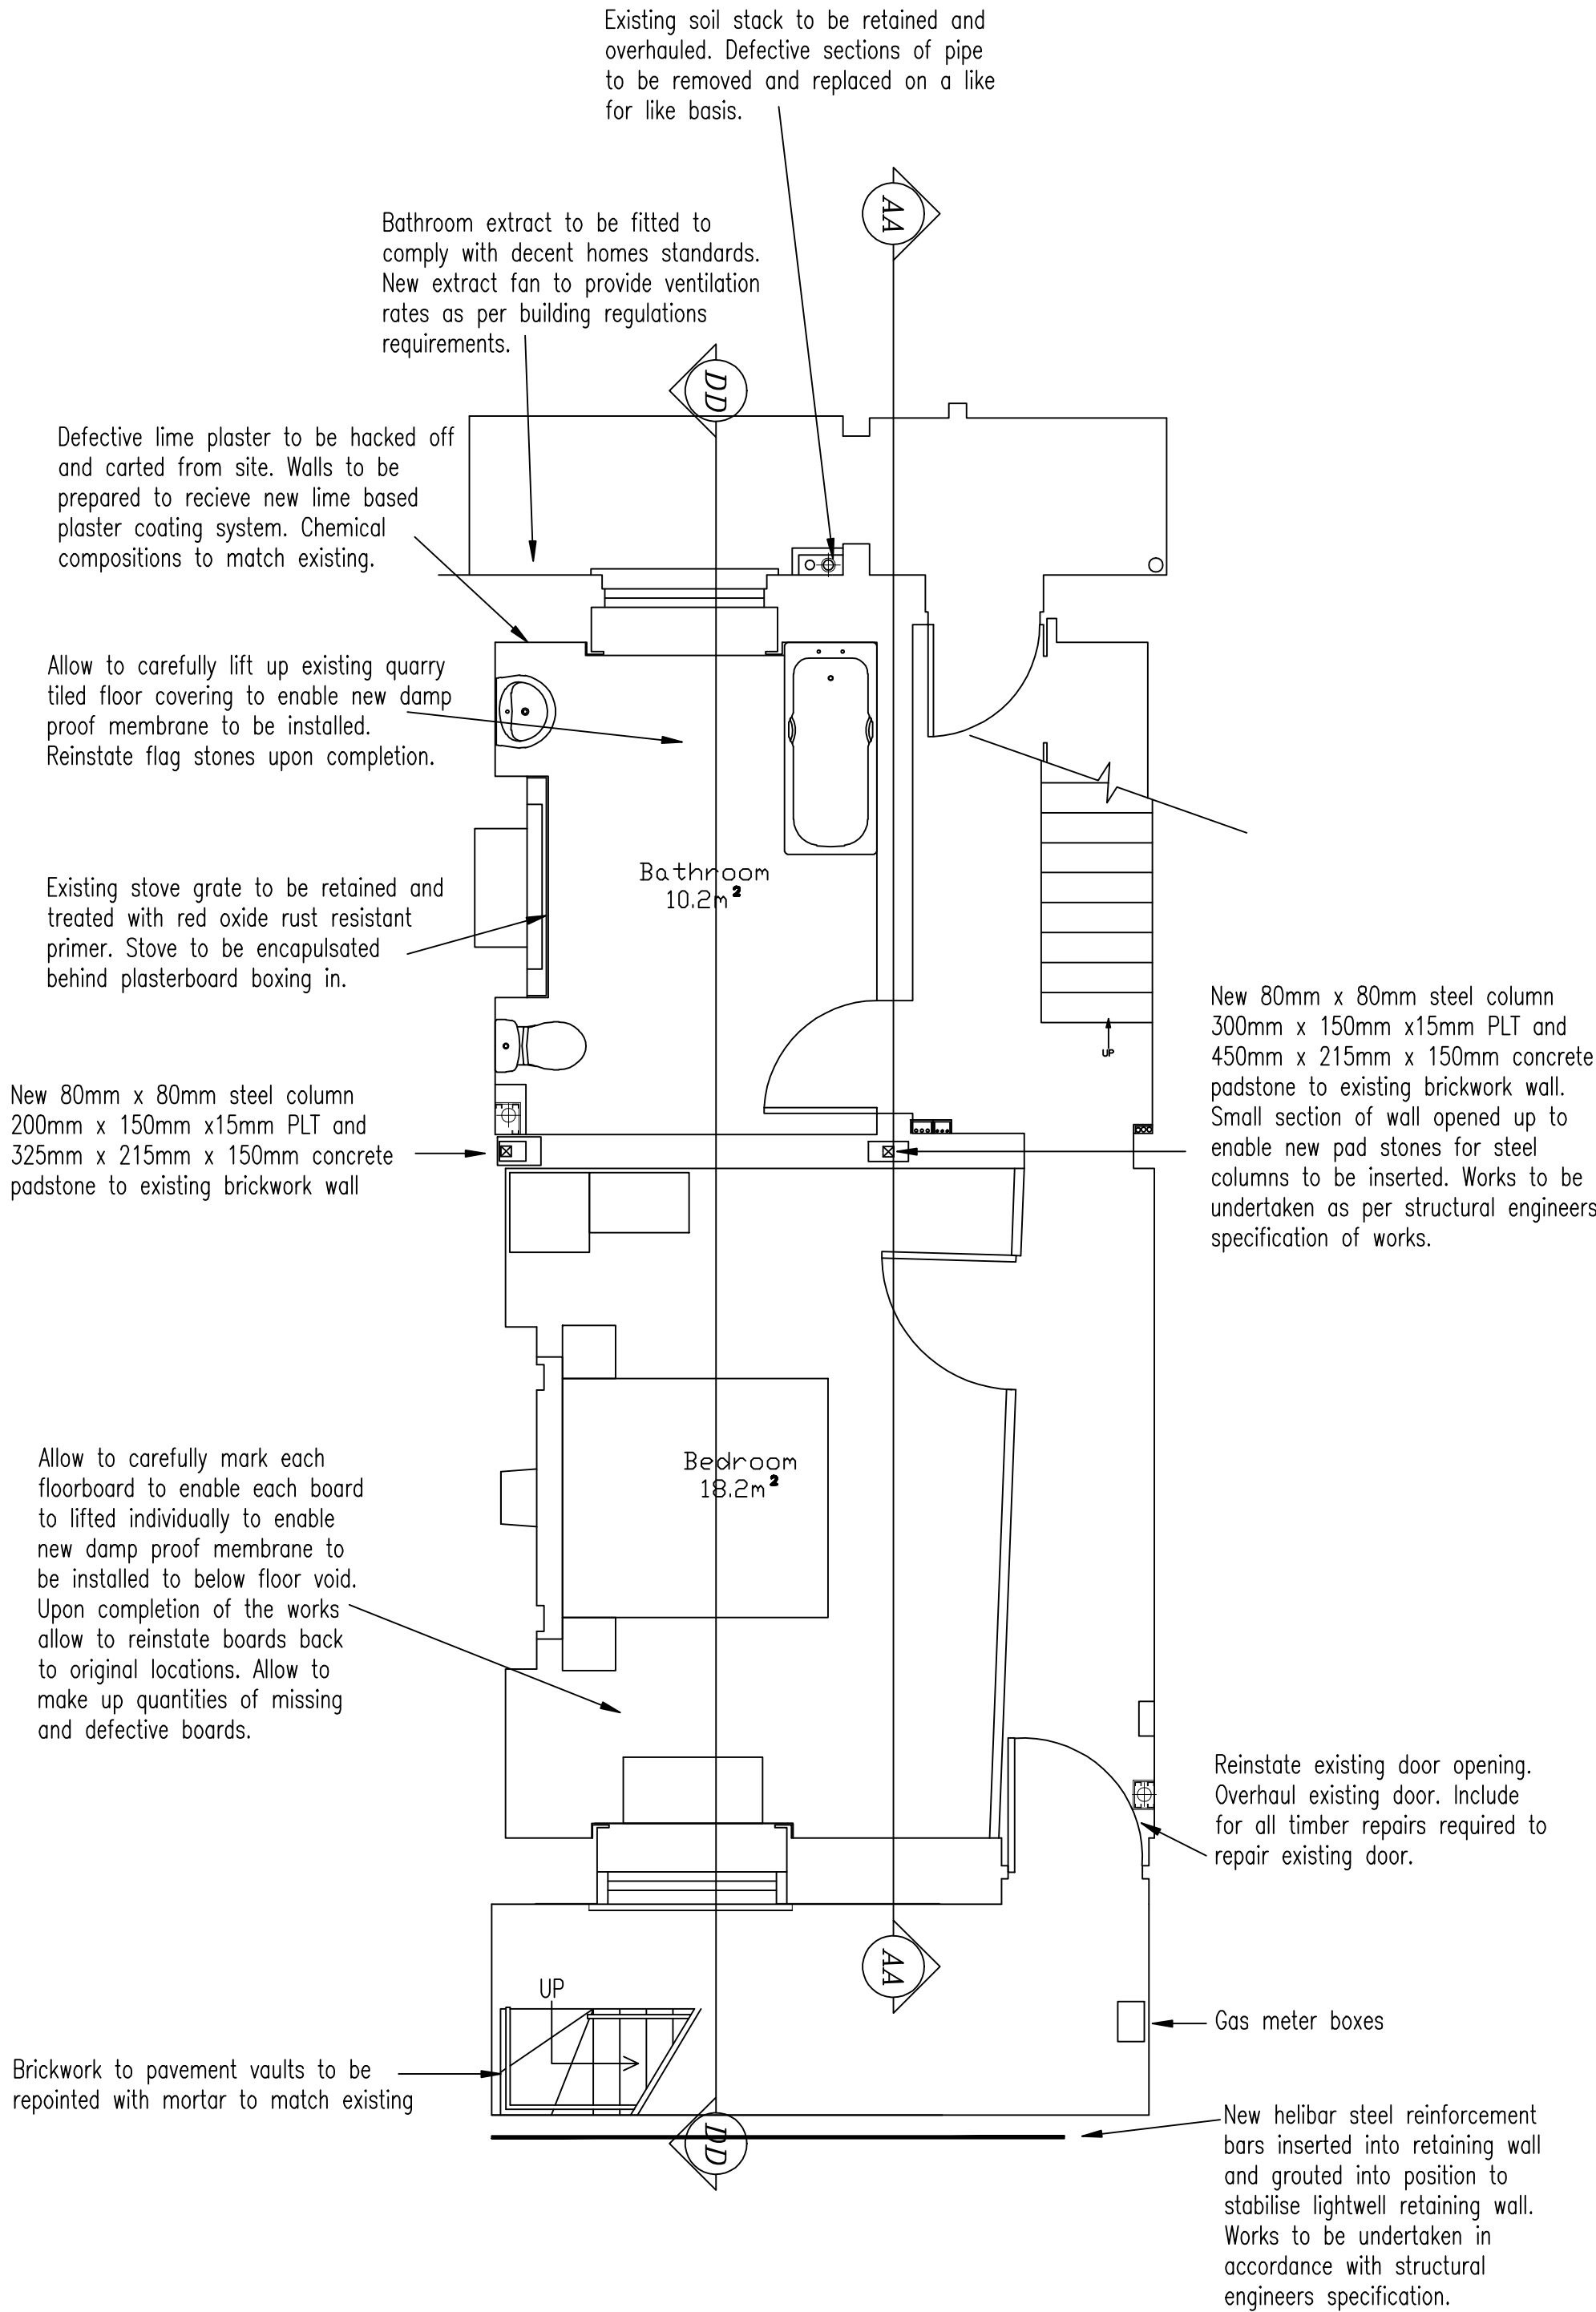 Existing soil stack to be retained and
overhauled. Defective sections of pipe
to be removed and replaced on a like
for like basis.
AA
Bathroom extract to be fitted to
comply with decent homes standards.
New extract fan to provide ventilation
rates as per building regulations
requirements.
DD
Defective lime plaster to be hacked off
and carted from site. Walls to be
prepared to recieve new lime based
plaster coating system. Chemical
compositions to match existing.
Allow to carefully lift up existing quarry
tiled floor covering to enable new damp
proof membrane to be installed.
Reinstate flag stones upon completion.
Bathroom
10.2m²
Existing stove grate to be retained and
treated with red oxide rust resistant
primer. Stove to be encapulsated
behind plasterboard boxing in.
UP
New 80mm x 80mm steel column
300mm x 150mm x15mm PLT and
450mm x 215mm x 150mm concrete
padstone to existing brickwork wall.
Small section of wall opened up to
enable new pad stones for steel
columns to be inserted. Works to be
undertaken as per structural engineers
specification of works.
New 80mm x 80mm steel column
200mm x 150mm x15mm PLT and
325mm x 215mm x 150mm concrete
padstone to existing brickwork wall
Bedroom
18.2m²
Allow to carefully mark each
floorboard to enable each board
to lifted individually to enable
new damp proof membrane to
be installed to below floor void.
Upon completion of the works
allow to reinstate boards back
to original locations. Allow to
make up quantities of missing
and defective boards.
Reinstate existing door opening.
Overhaul existing door. Include
for all timber repairs required to
repair existing door.
AA
UP
Gas meter boxes
Brickwork to pavement vaults to be
repointed with mortar to match existing
DD
New helibar steel reinforcement
bars inserted into retaining wall
and grouted into position to
stabilise lightwell retaining wall.
Works to be undertaken in
accordance with structural
engineers specification.